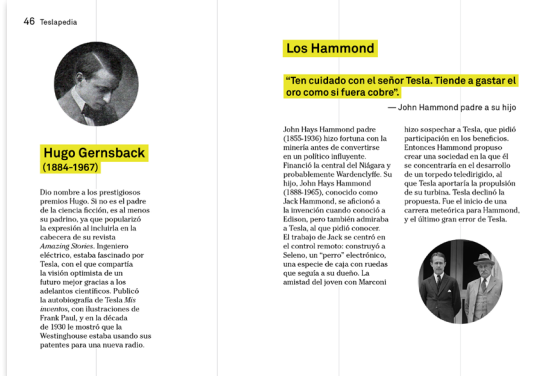 46 Teslapedia
Hugo Gernsback
(1884-1967)
Dio nombre a los prestigiosos
premios Hugo. Si no es el padre
de la ciencia ficción, es al menos
su padrino, ya que popularizó
la expresión al incluirla en la
cabecera de su revista
Amazing Stories. Ingeniero
eléctrico, estaba fascinado por
Tesla, con el que compartía
la visión optimista de un
futuro mejor gracias a los
adelantos científicos. Publicó
la autobiografía de Tesla Mis
inventos, con ilustraciones de
Frank Paul, y en la década
de 1930 le mostró que la
Westinghouse estaba usando sus
patentes para una nueva radio.
Los Hammond
“Ten cuidado con el señor Tesla. Tiende a gastar el
oro como si fuera cobre”.
— John Hammond padre a su hijo
John Hays Hammond padre
(1855-1936) hizo fortuna con la
minería antes de convertirse
en un político influyente.
Financió la central del Niágara y
probablemente Wardenclyffe. Su
hijo, John Hays Hammond
(1888-1965), conocido como
Jack Hammond, se aficionó a
la invención cuando conoció a
Edison, pero también admiraba
a Tesla, al que pidió conocer.
El trabajo de Jack se centró en
el control remoto: construyó a
Seleno, un “perro” electrónico,
una especie de caja con ruedas
que seguía a su dueño. La
amistad del joven con Marconi
hizo sospechar a Tesla, que pidió
participación en los beneficios.
Entonces Hammond propuso
crear una sociedad en la que él
se concentraría en el desarrollo
de un torpedo teledirigido, al
que Tesla aportaría la propulsión
de su turbina. Tesla declinó la
propuesta. Fue el inicio de una
carrera meteórica para Hammond,
y el último gran error de Tesla.